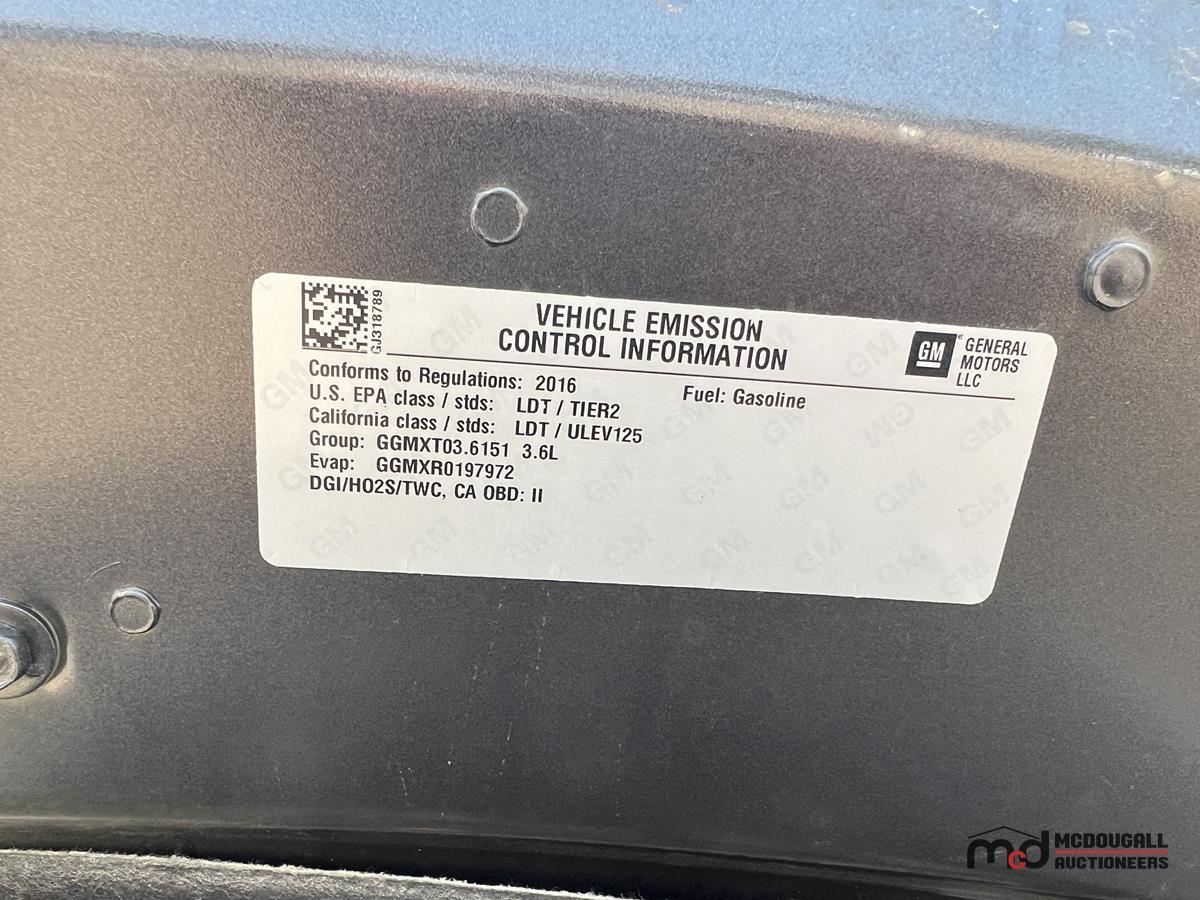 GJ318789
VEHICLE EMISSION
CONTROL INFORMATION
GM
GENERAL
MOTORS
LLC
Conforms to Regulations: 2016
Fuel: Gasoline
U.S. EPA class / stds: LDT / TIER2
California class / stds: LDT / ULEV125
Group: GGMXT03.6151 3.6L
Evap: GGMXR0197972
DGI/HO2S/TWC, CA OBD: II
mcd MCDOUGALL
AUCTIONEERS